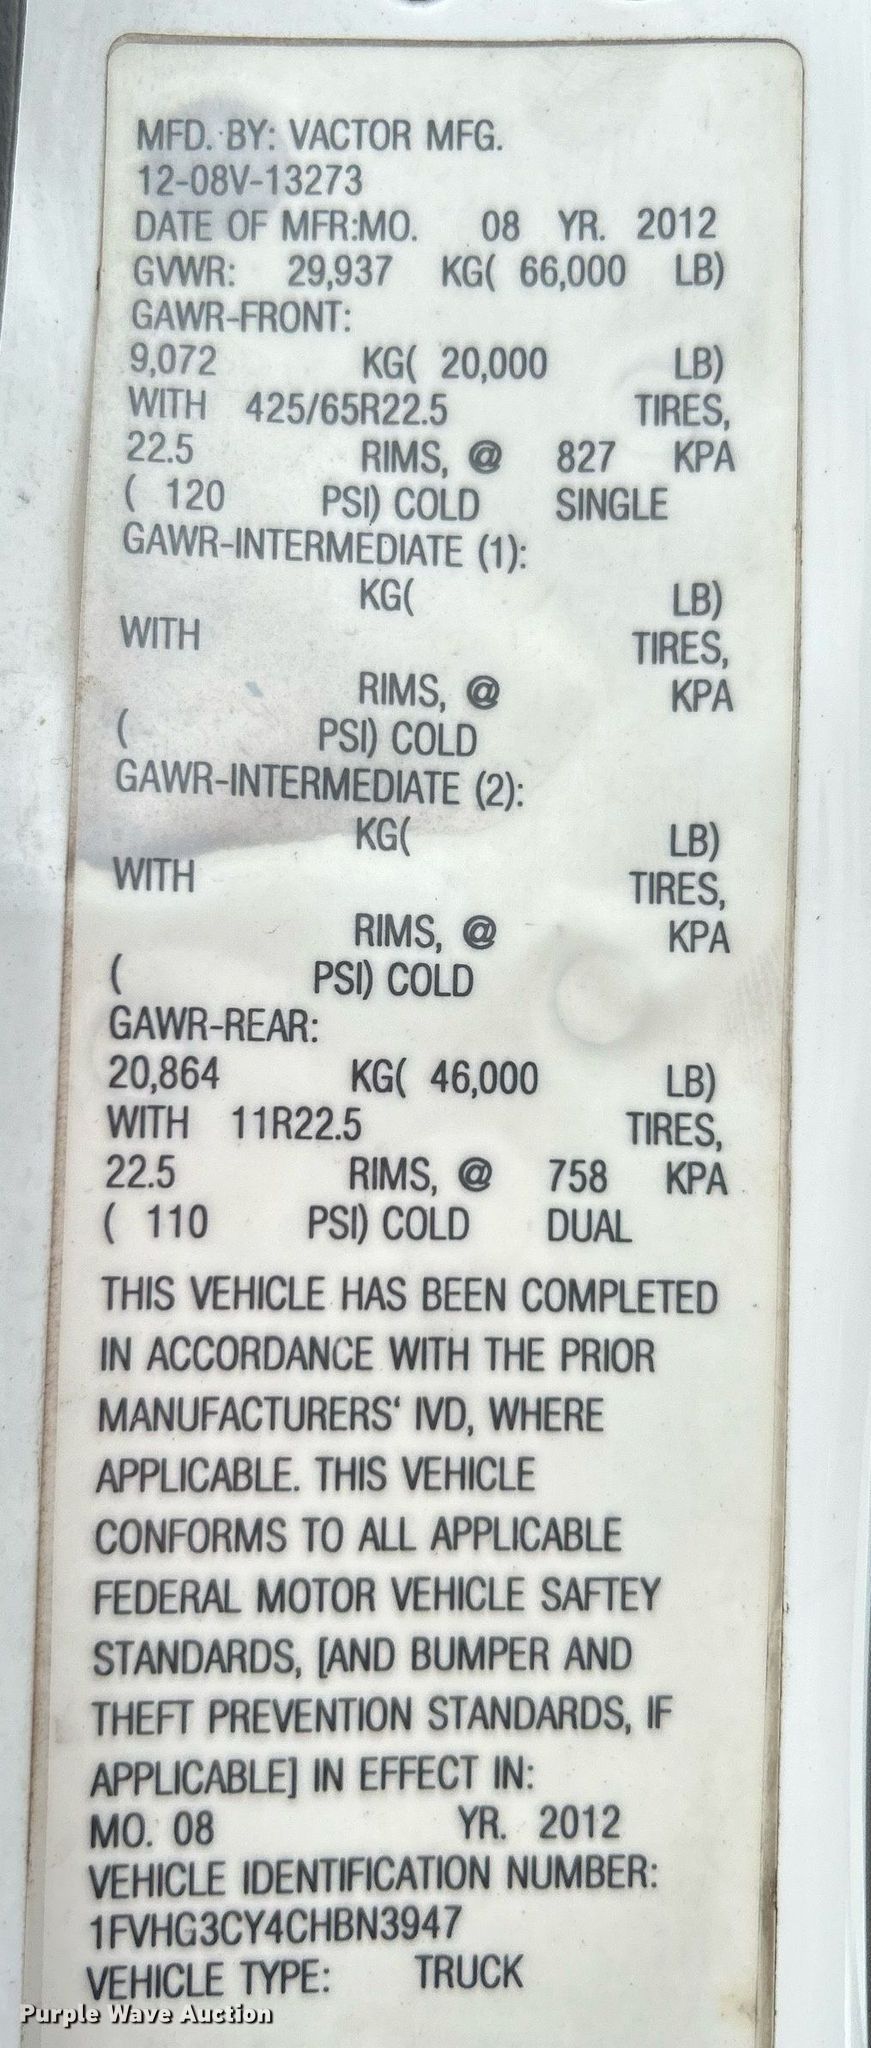 MFD. BY: VACTOR MFG.
12-08V-13273
DATE OF MFR:MO. 08 YR. 2012
GVWR: 29,937 KG( 66,000 LB)
GAWR-FRONT:
9,072 KG( 20,000 LB)
WITH 425/65R22.5 TIRES,
22.5 RIMS, @ 827 KPA
( 120 PSI) COLD SINGLE
GAWR-INTERMEDIATE (1):
KG( LB)
WITH TIRES,
RIMS, @ KPA
( PSI) COLD
GAWR-INTERMEDIATE (2):
KG( LB)
WITH TIRES,
RIMS, @ KPA
( PSI) COLD
GAWR-REAR:
20,864 KG( 46,000 LB)
WITH 11R22.5 TIRES,
22.5 RIMS, @ 758 KPA
( 110 PSI) COLD DUAL
THIS VEHICLE HAS BEEN COMPLETED
IN ACCORDANCE WITH THE PRIOR
MANUFACTURERS‘ IVD, WHERE
APPLICABLE. THIS VEHICLE
CONFORMS TO ALL APPLICABLE
FEDERAL MOTOR VEHICLE SAFTEY
STANDARDS, [AND BUMPER AND
THEFT PREVENTION STANDARDS, IF
APPLICABLE] IN EFFECT IN:
MO. 08 YR. 2012
VEHICLE IDENTIFICATION NUMBER:
1FVHG3CY4CHBN3947
VEHICLE TYPE: TRUCK
Purple Wave Auction